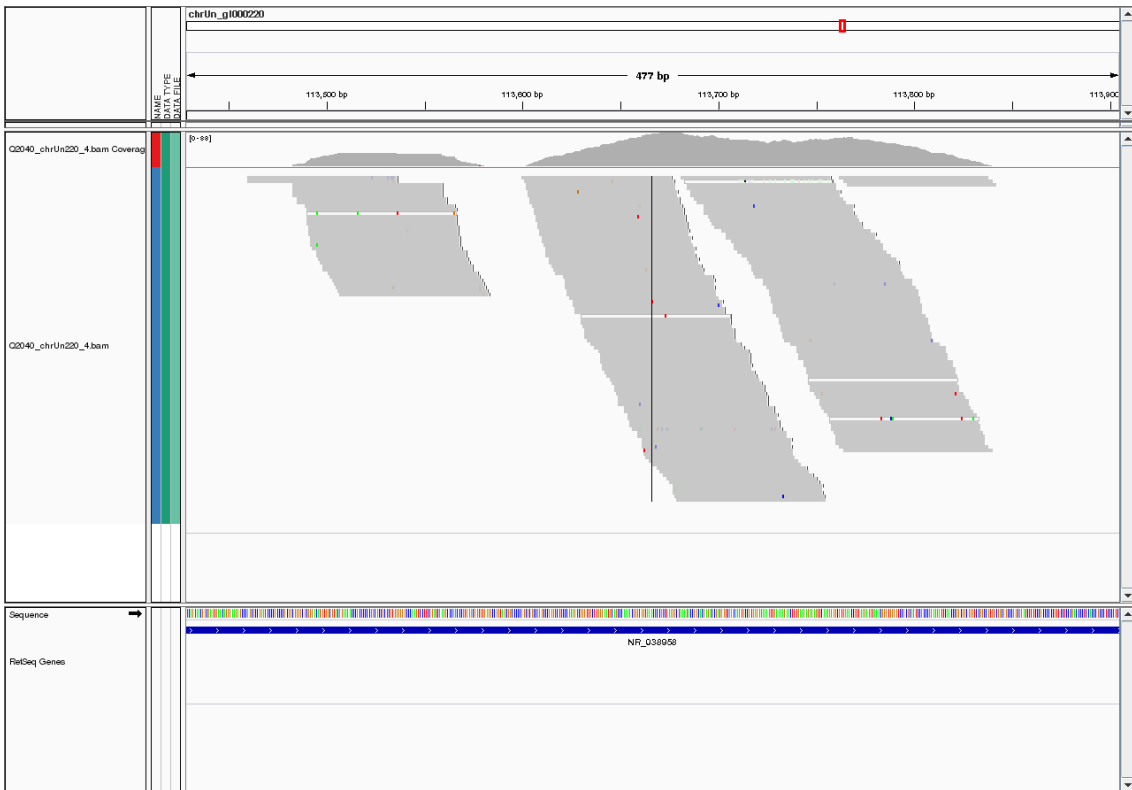 chrUn_gl000220
NAME
DATA TYPE
DATA FILE
477 bp
113,500 bp 113,600 bp 113,700 bp 113,800 bp 113,900
Q2040_chrUn220_4.bam Coverag
[0-88]
Q2040_chrUn220_4.bam
Sequence
NR_038958
RefSeq Genes